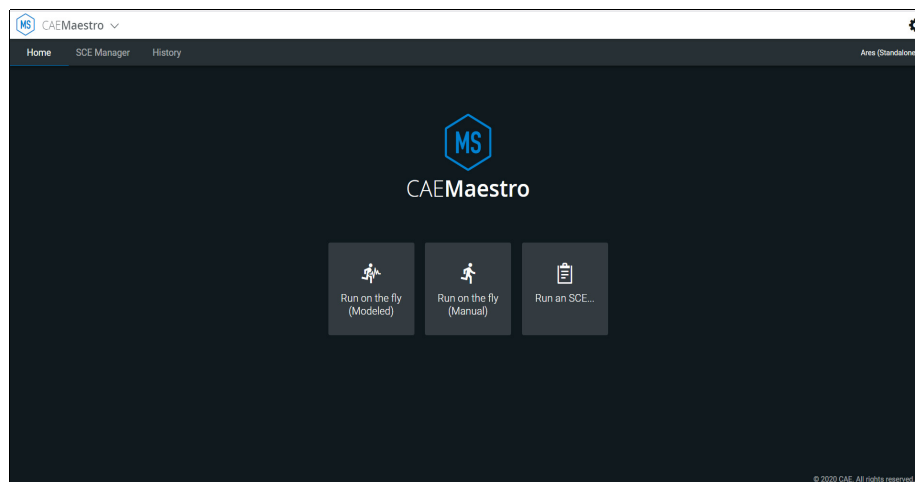 MS CAEMaestro
Home SCE Manager History Ares (Standalone
MS
CAEMaestro
Run on the fly
(Modeled)
Run on the fly
(Manual)
Run an SCE...
© 2020 CAE. All rights reserved.